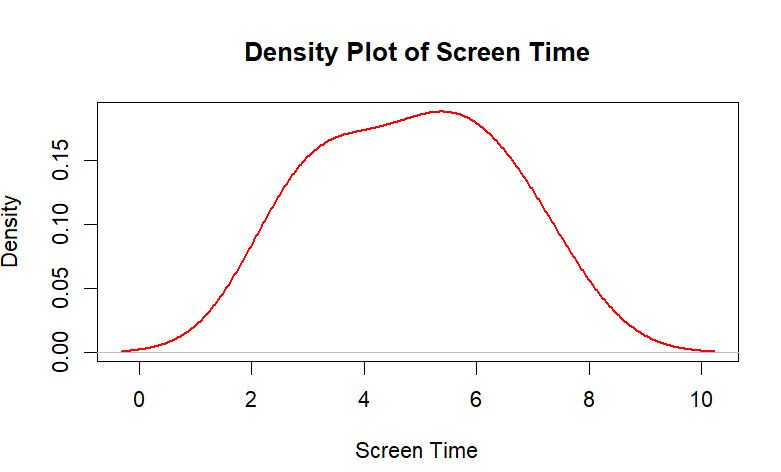 Density Plot of Screen Time
Density
0.15
0.10
0.05
0.00
0 2 4 6 8 10
Screen Time